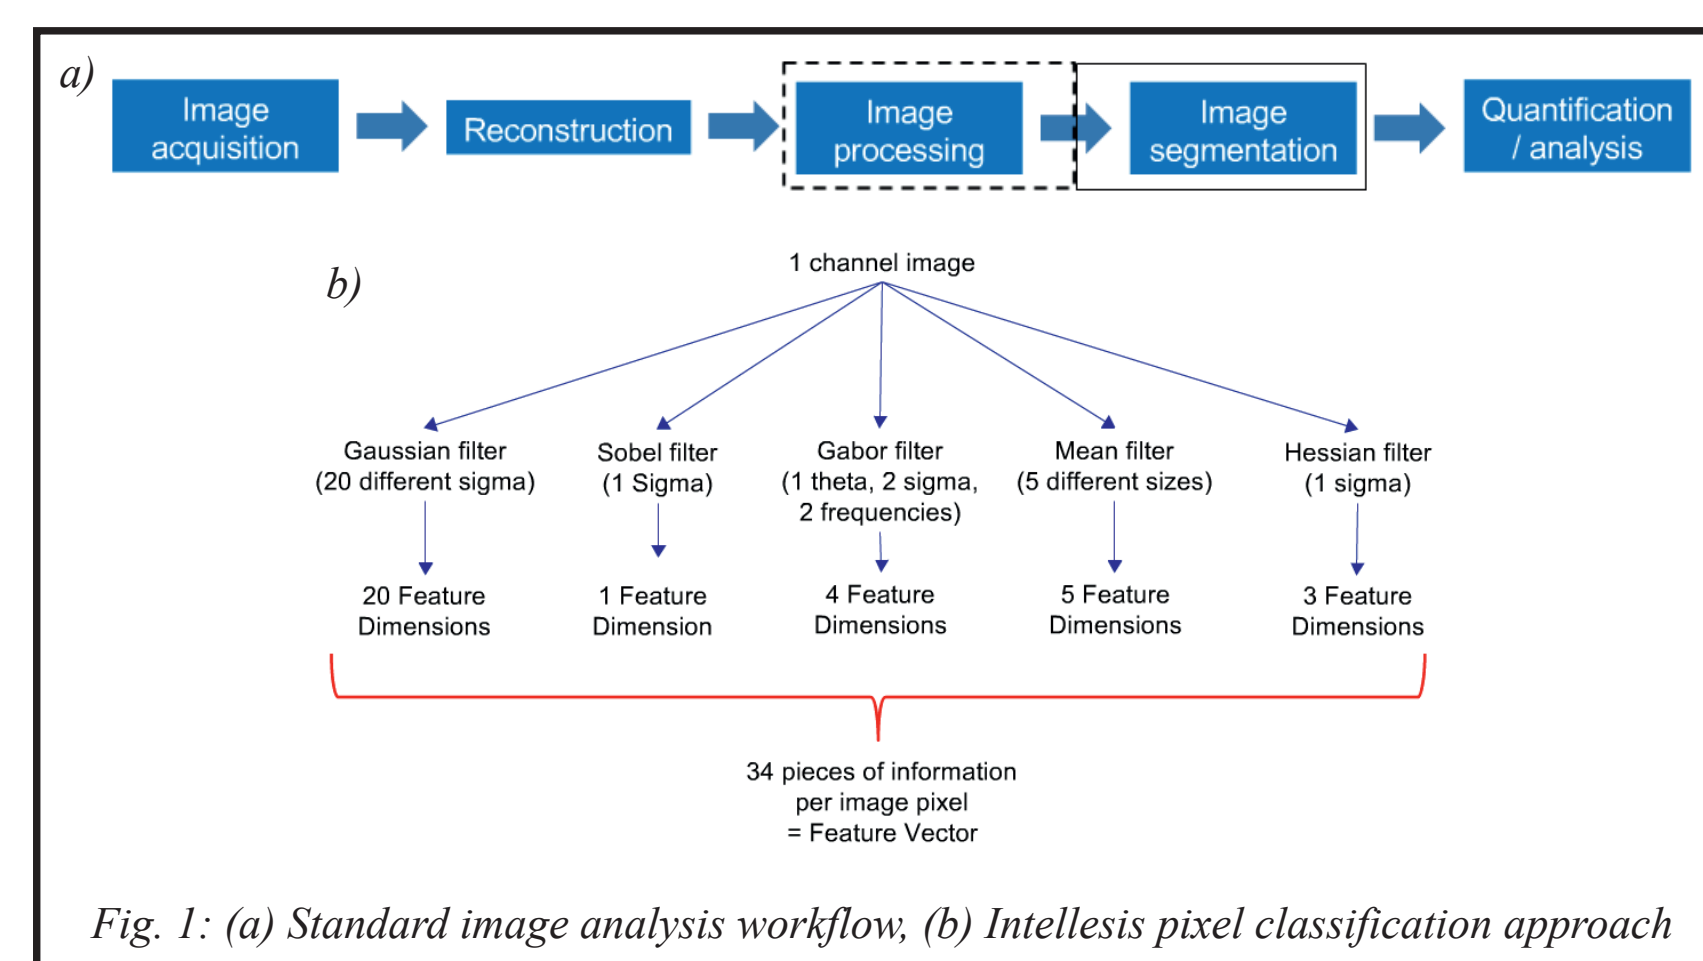 a)
Image
acquisition
Reconstruction
Image
processing
Image
segmentation
Quantification
/ analysis
b)
1 channel image
Gaussian filter
(20 different sigma)
Sobel filter
(1 Sigma)
Gabor filter
(1 theta, 2 sigma,
2 frequencies)
Mean filter
(5 different sizes)
Hessian filter
(1 sigma)
20 Feature
Dimensions
1 Feature
Dimension
4 Feature
Dimensions
5 Feature
Dimensions
3 Feature
Dimensions
34 pieces of information
per image pixel
= Feature Vector
Fig. 1: (a) Standard image analysis workflow, (b) Intellesis pixel classification approach